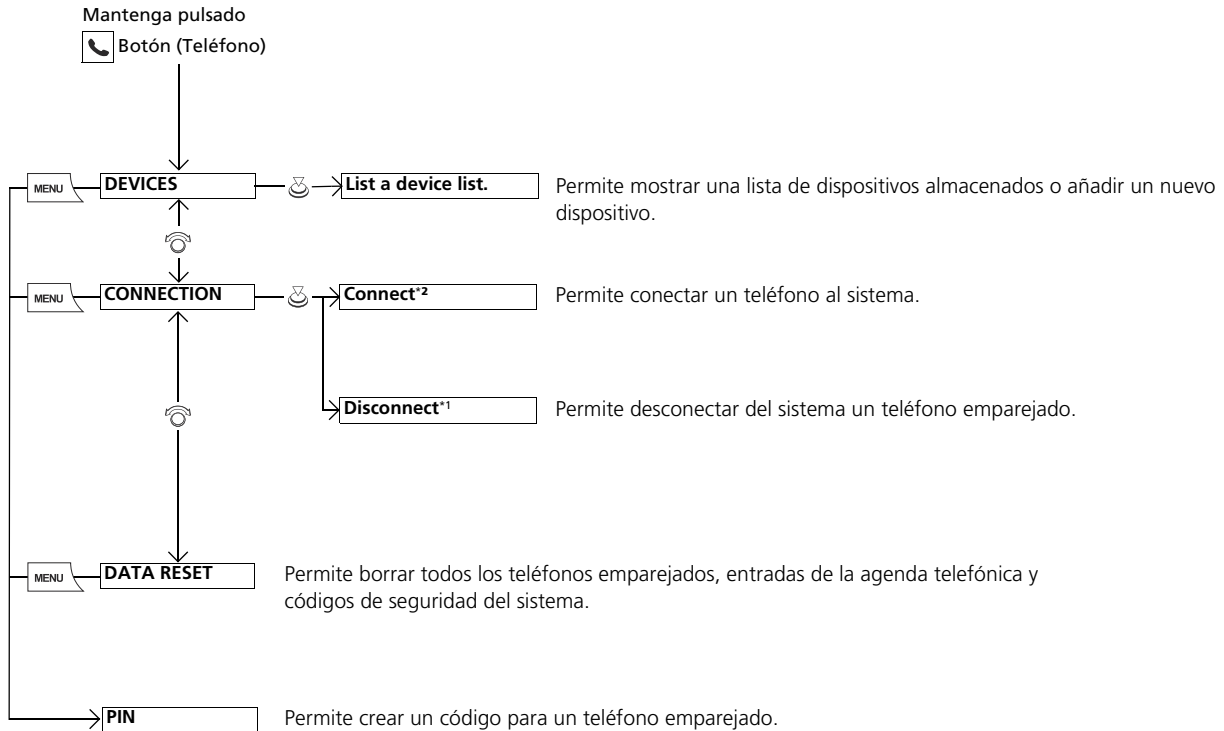 Mantenga pulsado
Botón (Teléfono)
MENU DEVICES List a device list. Permite mostrar una lista de dispositivos almacenados o añadir un nuevo
dispositivo.
MENU CONNECTION Connect*2 Permite conectar un teléfono al sistema.
Disconnect*1 Permite desconectar del sistema un teléfono emparejado.
MENU DATA RESET Permite borrar todos los teléfonos emparejados, entradas de la agenda telefónica y
códigos de seguridad del sistema.
PIN Permite crear un código para un teléfono emparejado.